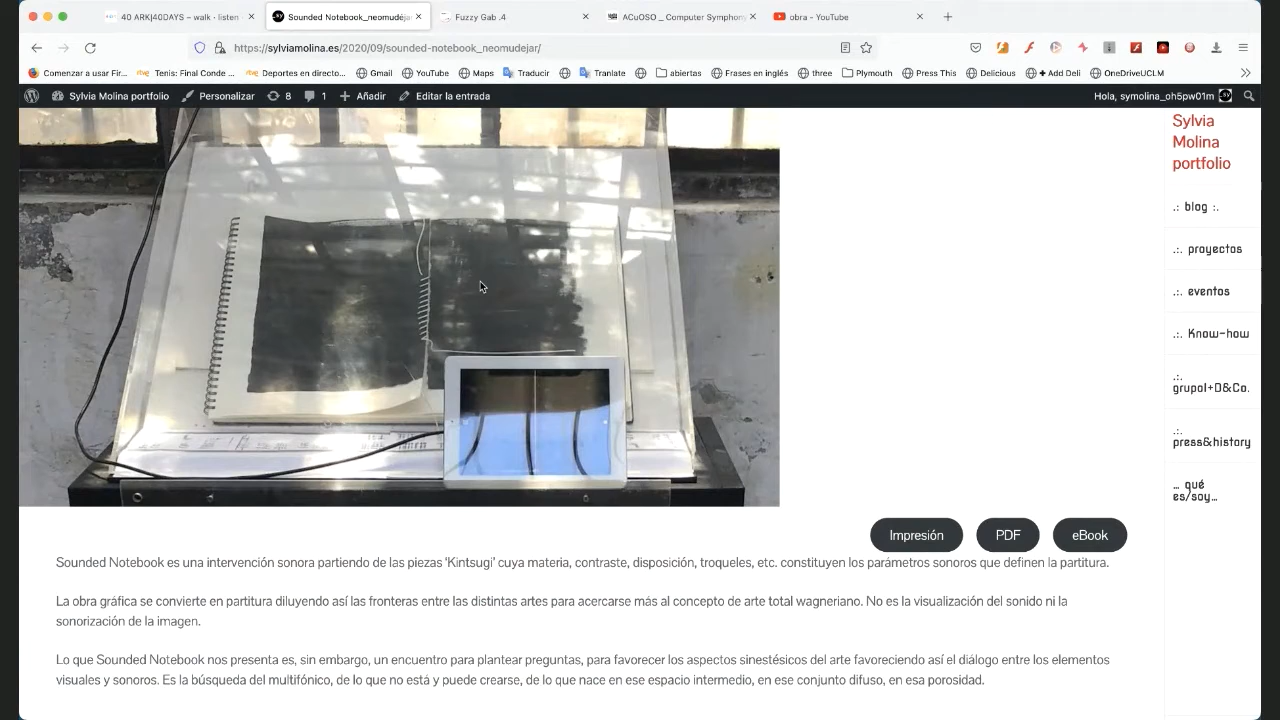 40 ARK|40DAYS – walk · listen
Sounded Notebook_neomudéjar
Fuzzy Gab .4
ACuOSO _ Computer Symphony
obra - YouTube
https://sylviamolina.es/2020/09/sounded-notebook_neomudejar/
Comenzar a usar Fir...
Tenis: Final Conde ...
Deportes en directo...
Gmail
YouTube
Maps
Traducir
Tranlate
abiertas
Frases en inglés
three
Plymouth
Press This
Delicious
+ Add Deli
OneDriveUCLM
Sylvia Molina portfolio
Personalizar
8
1
Añadir
Editar la entrada
Hola, symolina_oh5pw01m
Sylvia
Molina
portfolio
.: blog :.
.:. proyectos
.:. eventos
.:. Know-how
.:.
grupoI+D&Co.
.:.
press&history
... qué
es/soy...
Impresión
PDF
eBook
Sounded Notebook es una intervención sonora partiendo de las piezas ‘Kintsugi’ cuya materia, contraste, disposición, troqueles, etc. constituyen los parámetros sonoros que definen la partitura.
La obra gráfica se convierte en partitura diluyendo así las fronteras entre las distintas artes para acercarse más al concepto de arte total wagneriano. No es la visualización del sonido ni la
sonorización de la imagen.
Lo que Sounded Notebook nos presenta es, sin embargo, un encuentro para plantear preguntas, para favorecer los aspectos sinestésicos del arte favoreciendo así el diálogo entre los elementos
visuales y sonoros. Es la búsqueda del multifónico, de lo que no está y puede crearse, de lo que nace en ese espacio intermedio, en ese conjunto difuso, en esa porosidad.